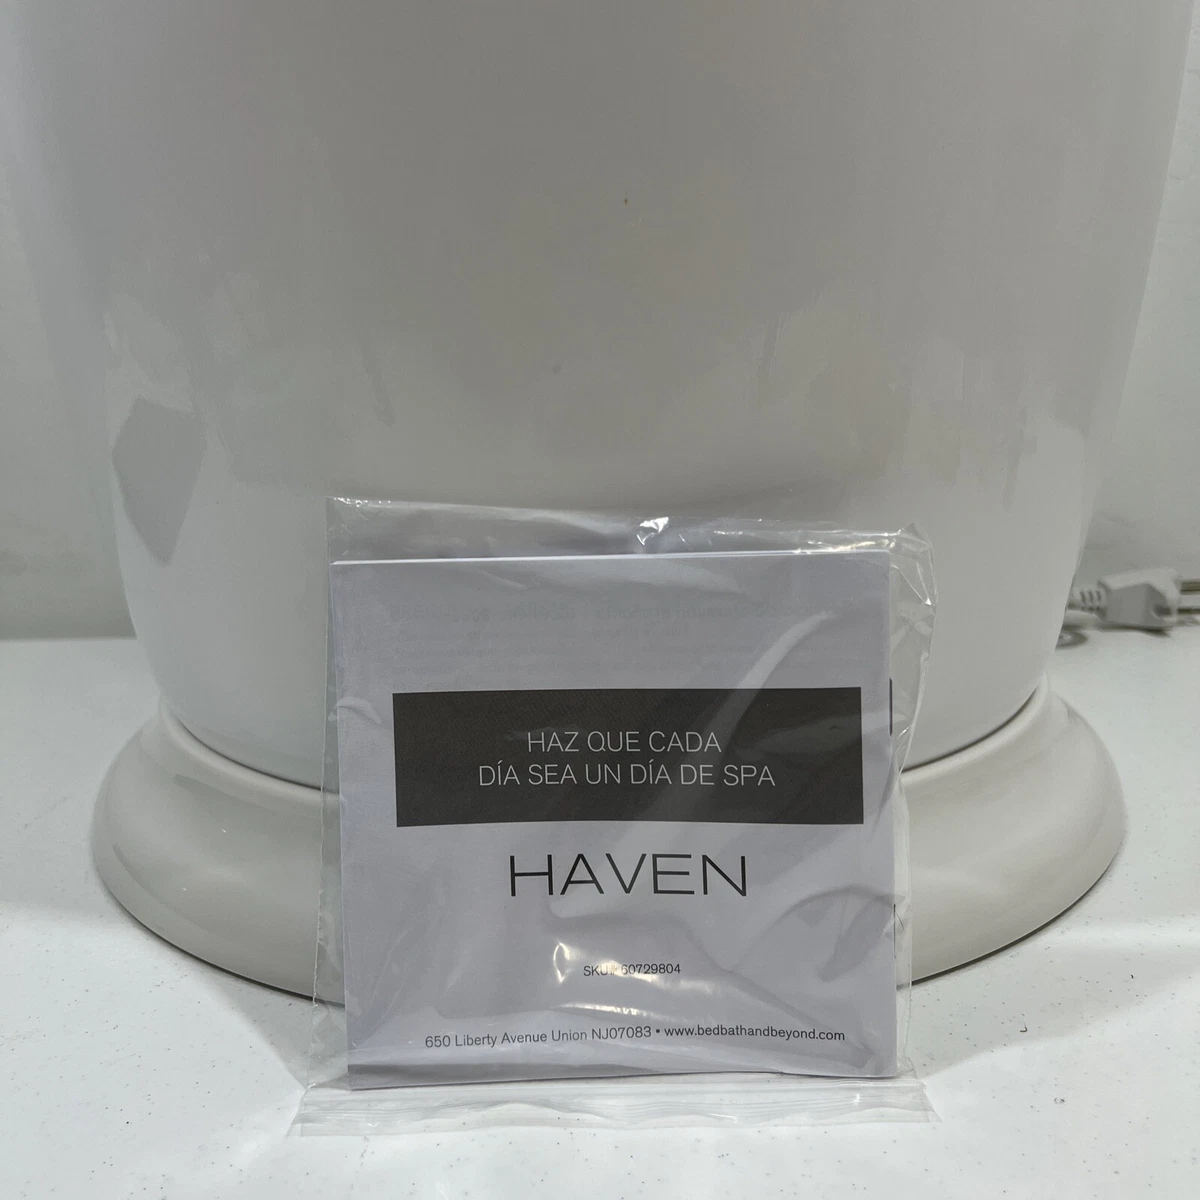 HAZ QUE CADA
DÍA SEA UN DÍA DE SPA
HAVEN
SKU# 60729804
650 Liberty Avenue Union NJ07083 • www.bedbathandbeyond.com